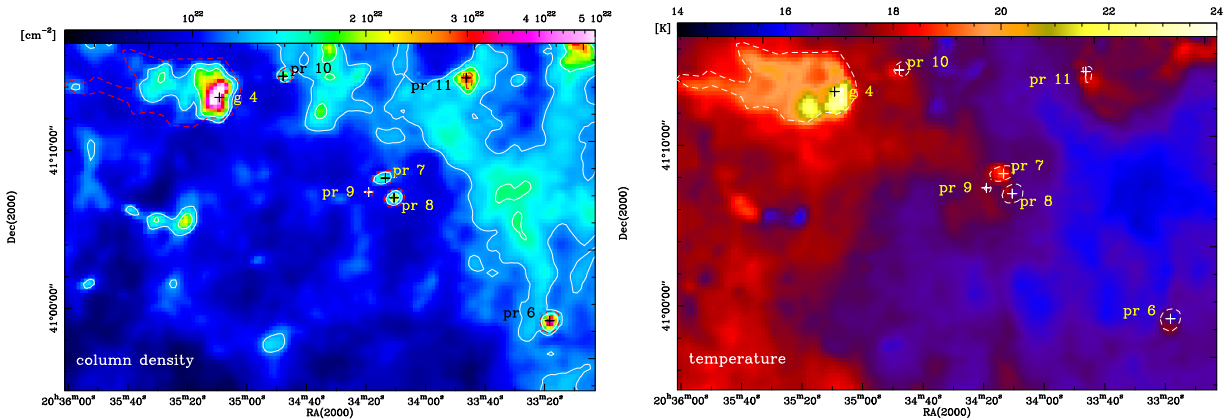 10²² 2 10²² 3 10²² 4 10²² 5 10²²
[cm⁻²]
pr 10
pr 11
g 4
pr 7
pr 9
pr 8
pr 6
column density
41°10'00"
41°00'00"
Dec(2000)
20ʰ36ᵐ00ˢ 35ᵐ40ˢ 35ᵐ20ˢ 35ᵐ00ˢ 34ᵐ40ˢ 34ᵐ20ˢ 34ᵐ00ˢ 33ᵐ40ˢ 33ᵐ20ˢ
RA(2000)
14 16 18 20 22 24
[K]
pr 10
pr 11
g 4
pr 7
pr 9
pr 8
pr 6
temperature
41°10'00"
41°00'00"
Dec(2000)
20ʰ36ᵐ00ˢ 35ᵐ40ˢ 35ᵐ20ˢ 35ᵐ00ˢ 34ᵐ40ˢ 34ᵐ20ˢ 34ᵐ00ˢ 33ᵐ40ˢ 33ᵐ20ˢ
RA(2000)